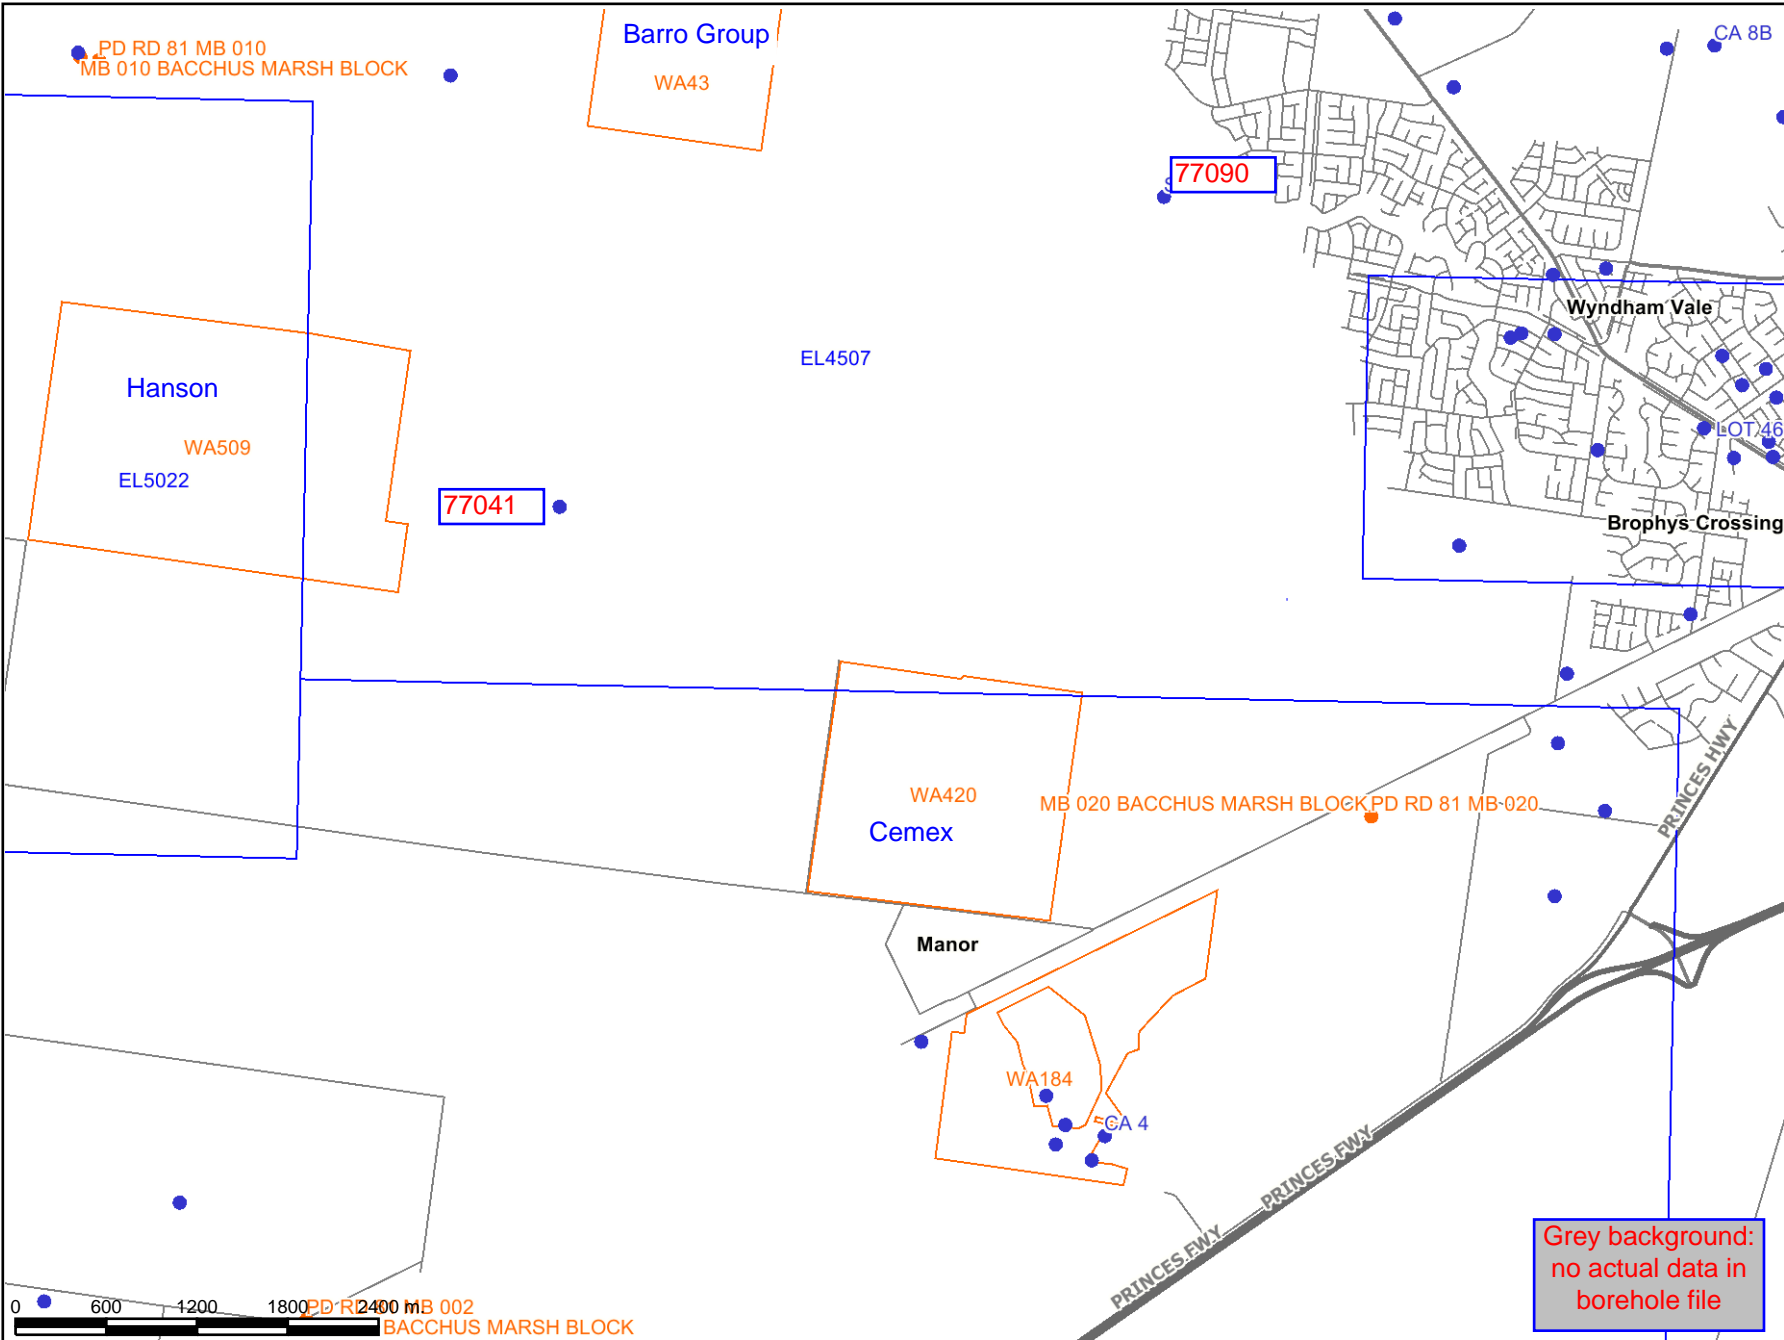 Barro Group
CA 8B
PD RD 81 MB 010
MB 010 BACCHUS MARSH BLOCK
WA43
77090
Wyndham Vale
EL4507
Hanson
WA509
LOT 46
EL5022
77041
Brophys Crossing
PRINCES HWY
WA420
MB 020 BACCHUS MARSH BLOCK
PD RD 81 MB 020
Cemex
Manor
WA184
CA 4
PRINCES FWY
PRINCES FWY
Grey background:
no actual data in
borehole file
0 600 1200 1800 2400 m.
PD RD 81 MB 002
BACCHUS MARSH BLOCK